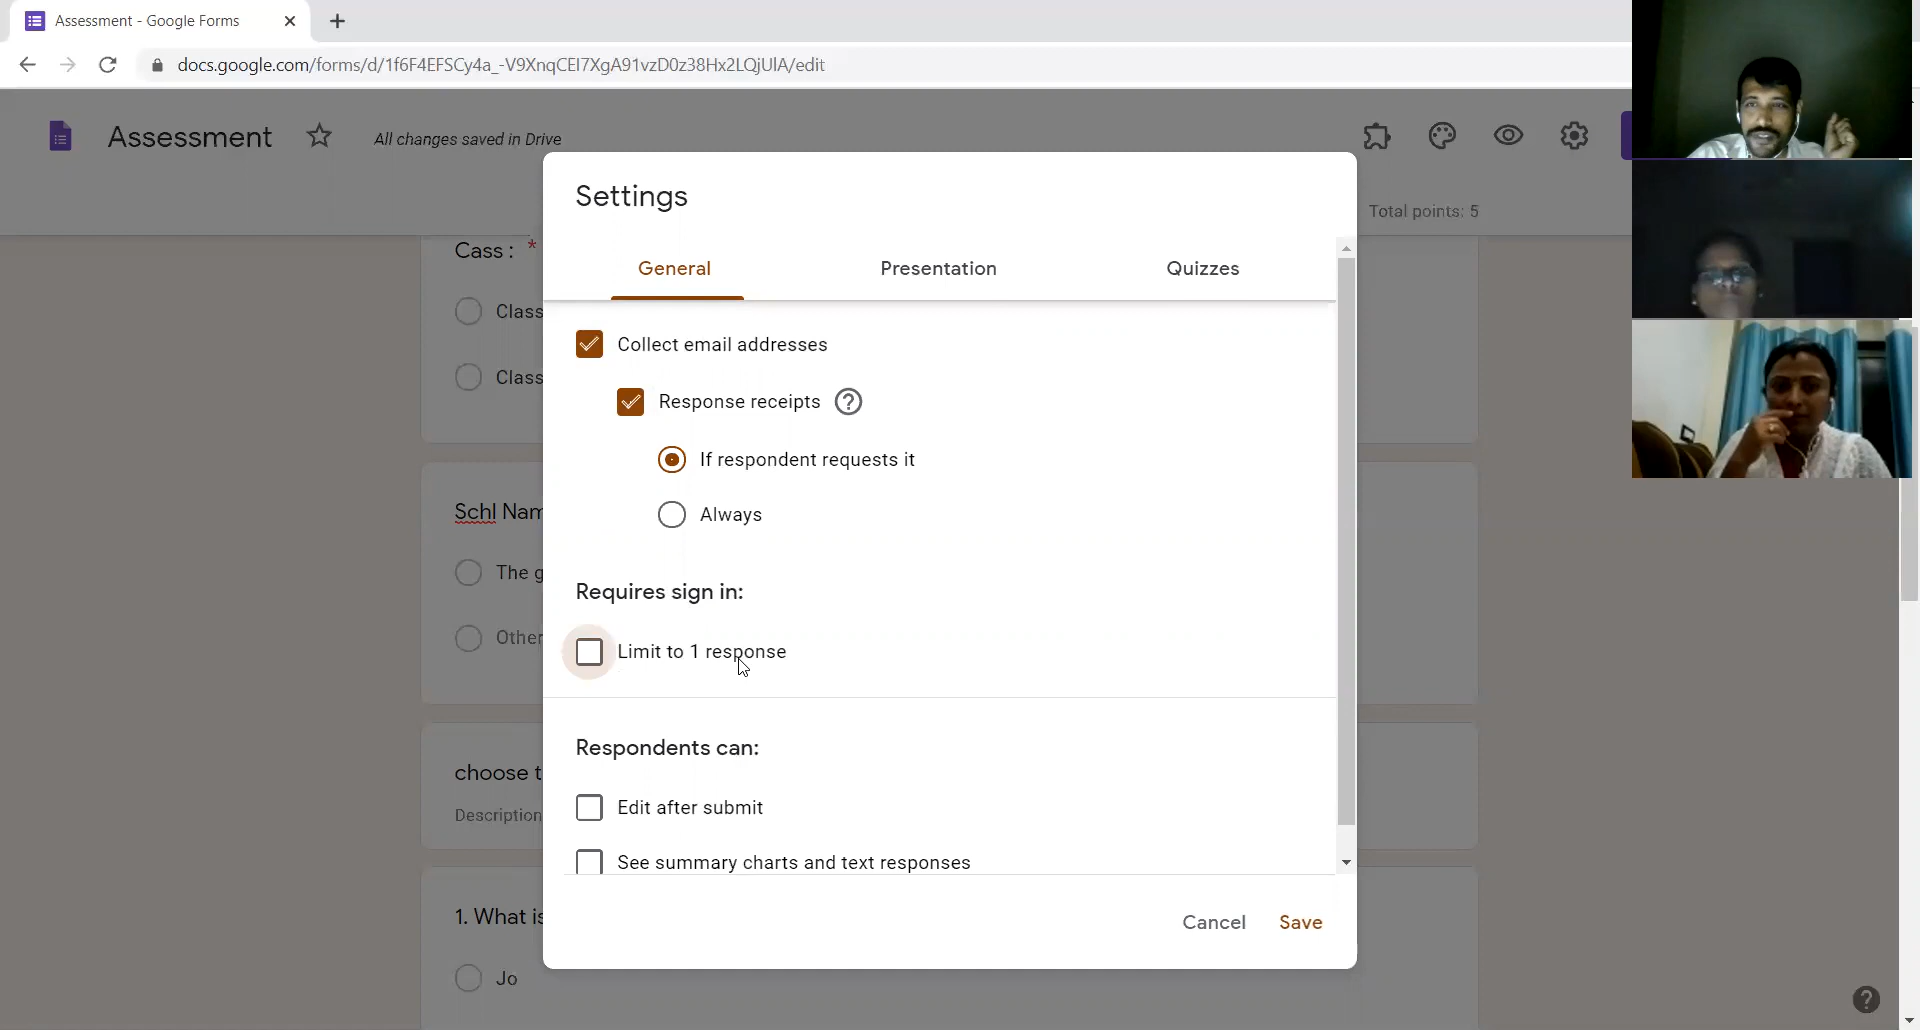 Assessment - Google Forms
docs.google.com/forms/d/1f6F4EFSCy4a_-V9XnqCEI7XgA91vzD0z38Hx2LQjUlA/edit
Assessment
All changes saved in Drive
Total points: 5
Settings
General
Presentation
Quizzes
Collect email addresses
Response receipts
If respondent requests it
Always
Requires sign in:
Limit to 1 response
Respondents can:
Edit after submit
See summary charts and text responses
Cancel
Save
Cass : *
Class
Class
Schl Nam
The g
Other
choose t
Description
1. What is
Jo